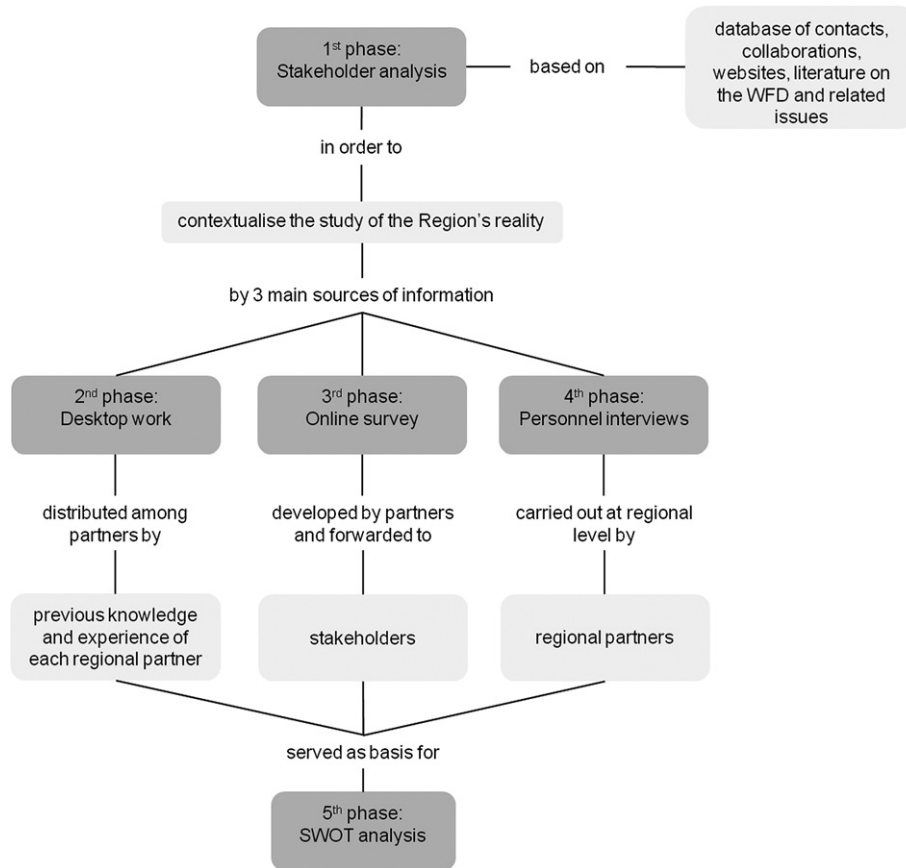 1st phase:
Stakeholder analysis
based on
database of contacts,
collaborations,
websites, literature on
the WFD and related
issues
in order to
contextualise the study of the Region's reality
by 3 main sources of information
2nd phase:
Desktop work
3rd phase:
Online survey
4th phase:
Personnel interviews
distributed among
partners by
developed by partners
and forwarded to
carried out at regional
level by
previous knowledge
and experience of
each regional partner
stakeholders
regional partners
served as basis for
5th phase:
SWOT analysis